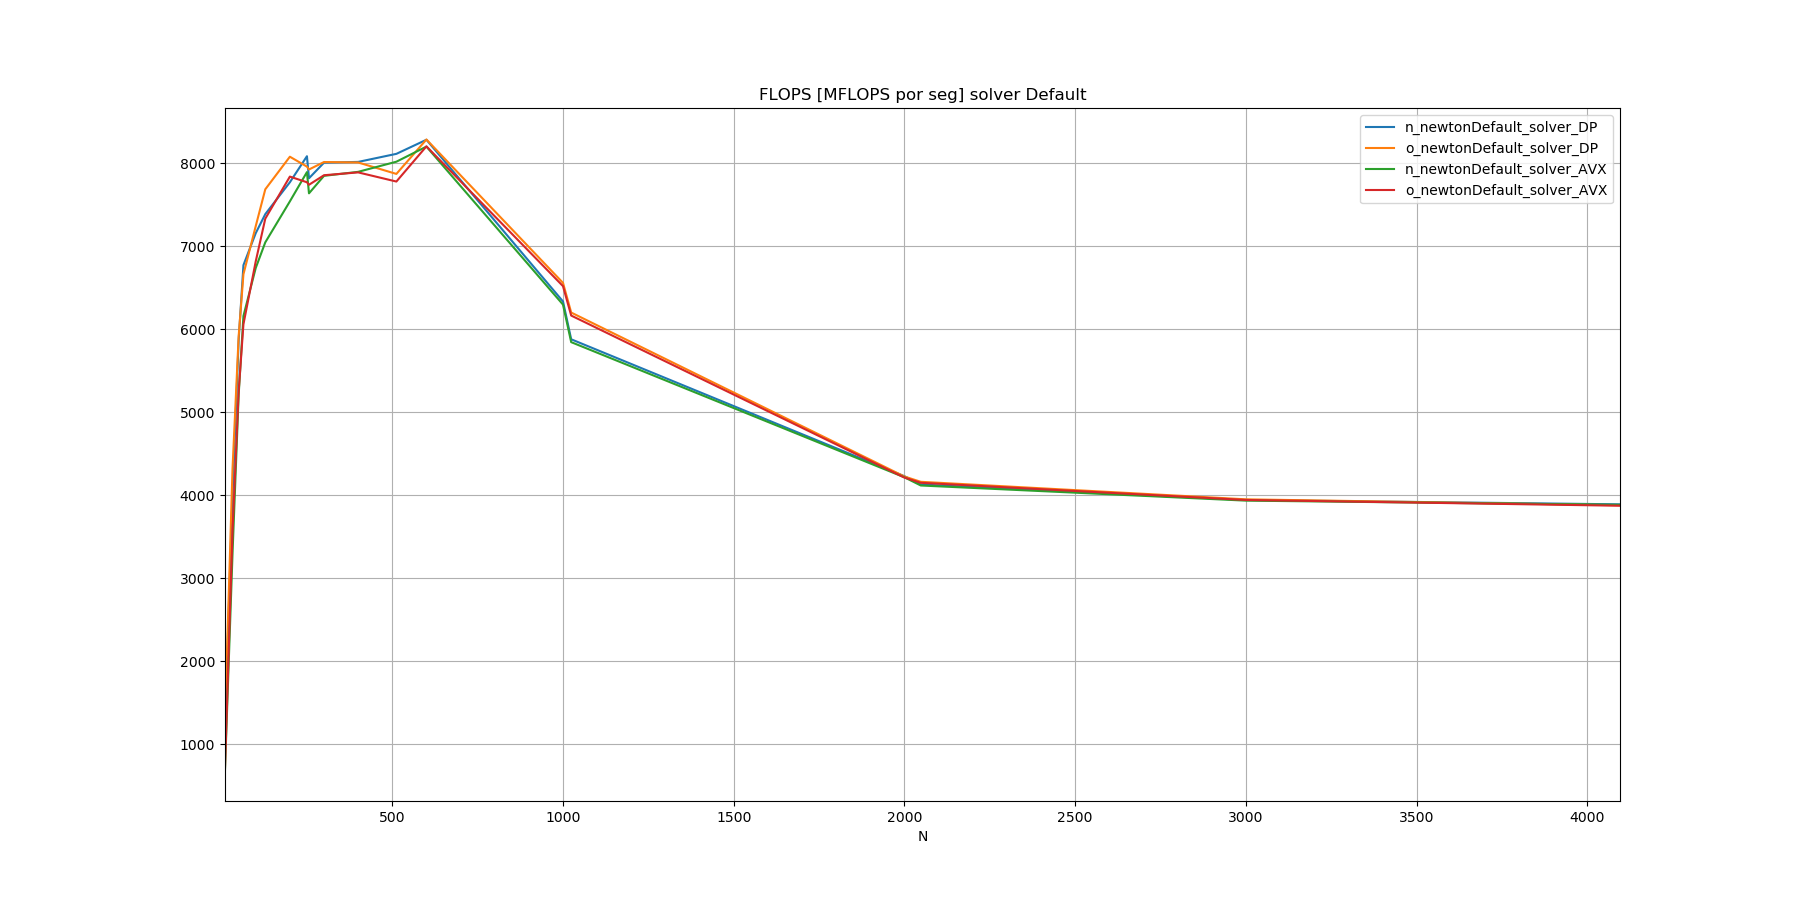 FLOPS [MFLOPS por seg] solver Default
n_newtonDefault_solver_DP
o_newtonDefault_solver_DP
n_newtonDefault_solver_AVX
o_newtonDefault_solver_AVX
8000
7000
6000
5000
4000
3000
2000
1000
500 1000 1500 2000 2500 3000 3500 4000
N